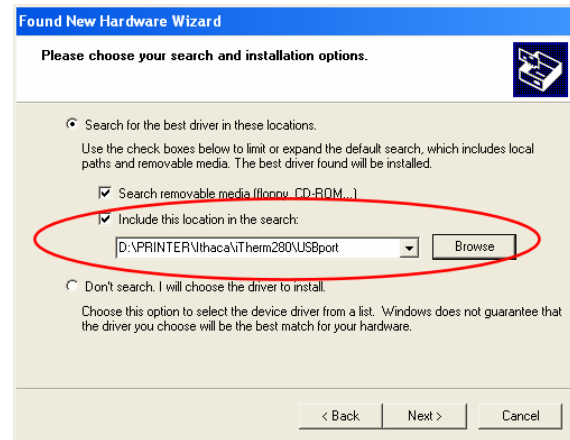 Found New Hardware Wizard
Please choose your search and installation options.
Search for the best driver in these locations.
Use the check boxes below to limit or expand the default search, which includes local
paths and removable media. The best driver found will be installed.
Search removable media (floppy, CD-ROM...)
Include this location in the search:
D:\PRINTER\Ithaca\iTherm280\USBport
Browse
Don't search. I will choose the driver to install.
Choose this option to select the device driver from a list. Windows does not guarantee that
the driver you choose will be the best match for your hardware.
< Back Next > Cancel